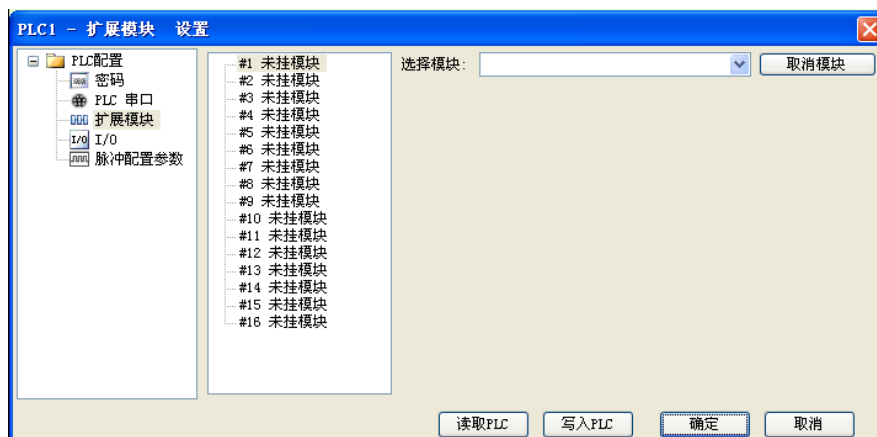 PLC1 - 扩展模块 设置
PLC配置
密码
PLC 串口
扩展模块
I/O I/O
脉冲配置参数
#1 未挂模块
#2 未挂模块
#3 未挂模块
#4 未挂模块
#5 未挂模块
#6 未挂模块
#7 未挂模块
#8 未挂模块
#9 未挂模块
#10 未挂模块
#11 未挂模块
#12 未挂模块
#13 未挂模块
#14 未挂模块
#15 未挂模块
#16 未挂模块
选择模块: 取消模块
读取PLC 写入PLC 确定 取消